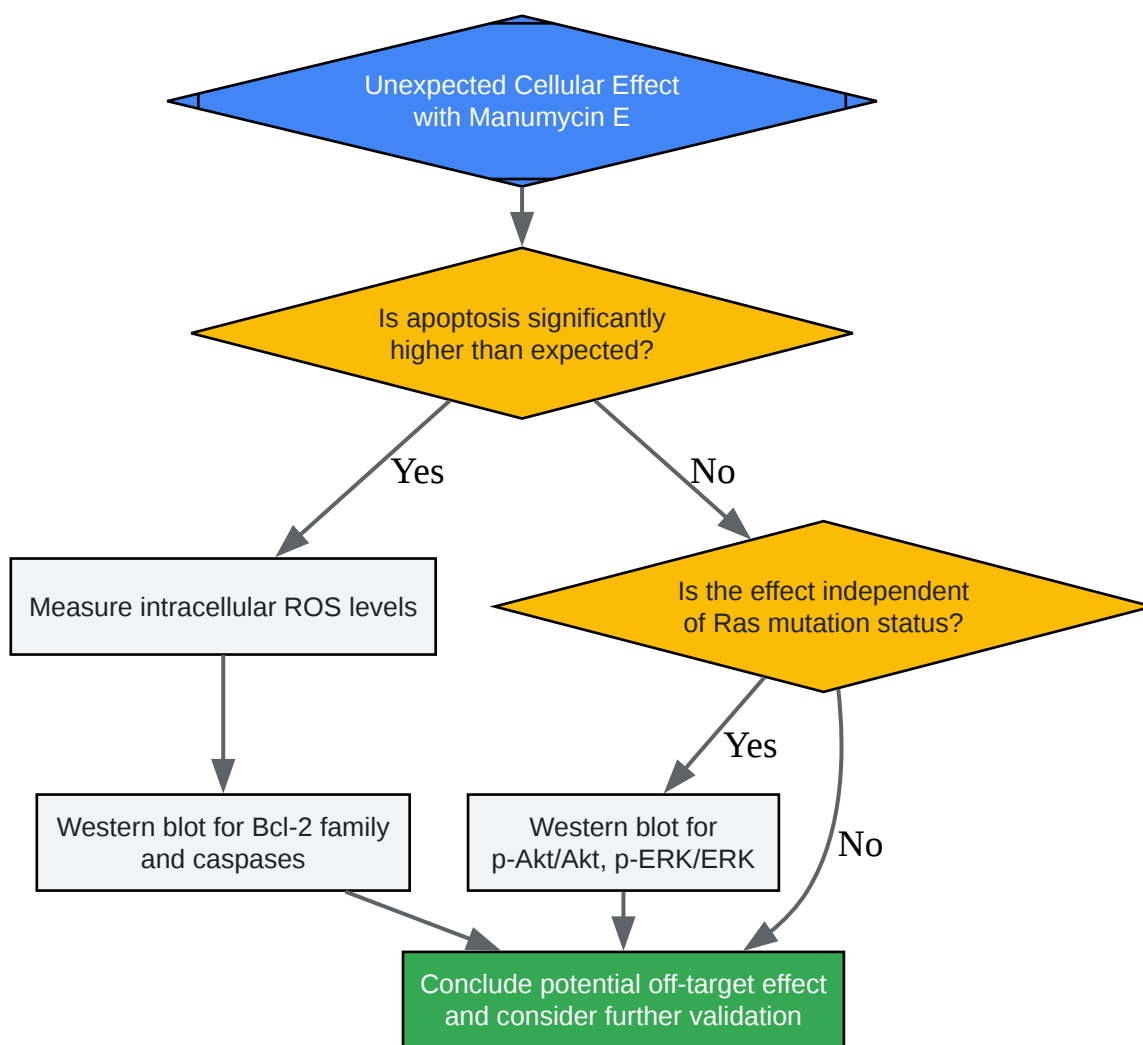 Unexpected Cellular Effect
with Manumycin E
Is apoptosis significantly
higher than expected?
Yes
No
Measure intracellular ROS levels
Is the effect independent
of Ras mutation status?
Yes
No
Western blot for Bcl-2 family
and caspases
Western blot for
p-Akt/Akt, p-ERK/ERK
Conclude potential off-target effect
and consider further validation